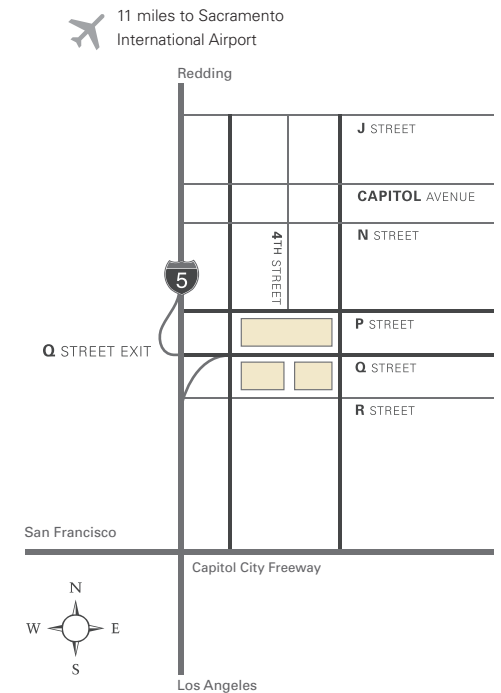 11 miles to Sacramento
International Airport
Redding
J STREET
CAPITOL AVENUE
N STREET
4TH STREET
5
P STREET
Q STREET EXIT
Q STREET
R STREET
San Francisco
Capitol City Freeway
N
W E
S
Los Angeles